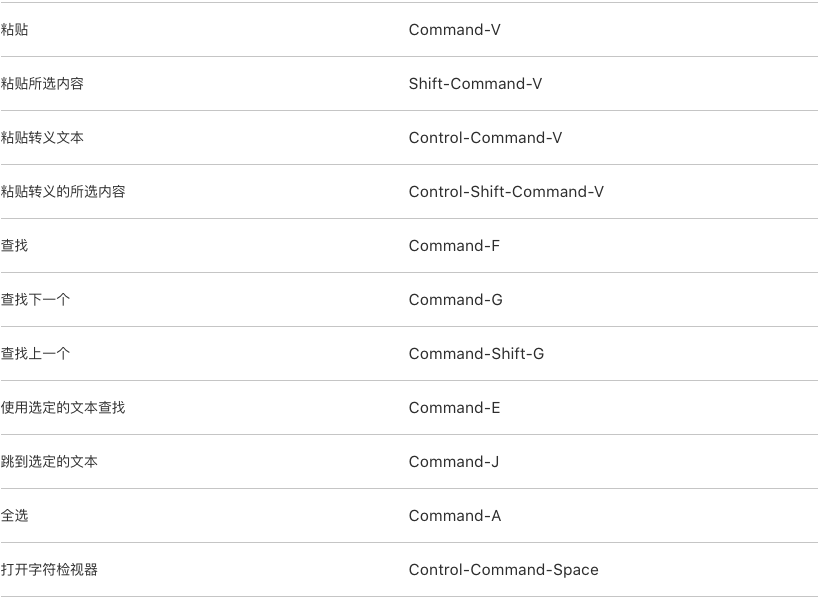 粘贴 Command-V
粘贴所选内容 Shift-Command-V
粘贴转义文本 Control-Command-V
粘贴转义的所选内容 Control-Shift-Command-V
查找 Command-F
查找下一个 Command-G
查找上一个 Command-Shift-G
使用选定的文本查找 Command-E
跳到选定的文本 Command-J
全选 Command-A
打开字符检视器 Control-Command-Space